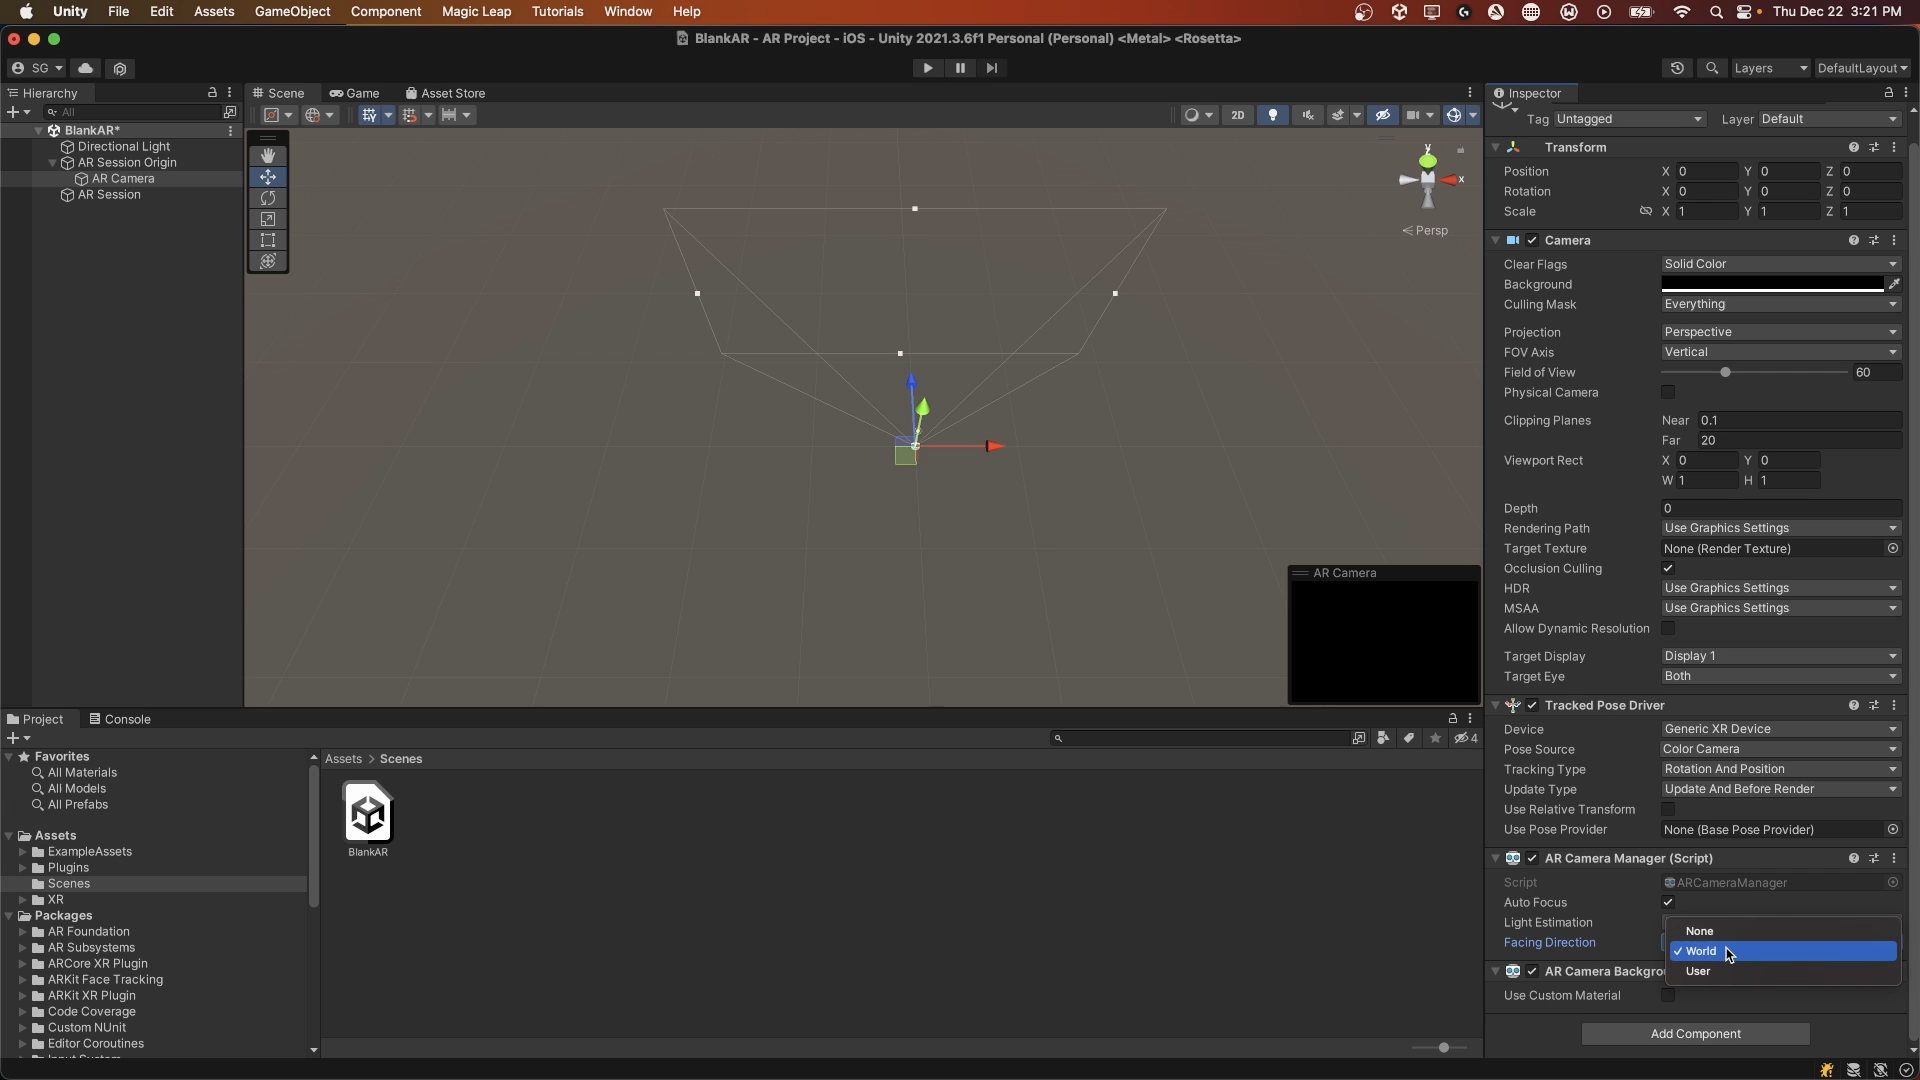 Unity File Edit Assets GameObject Component Magic Leap Tutorials Window Help Thu Dec 22 3:21 PM
BlankAR - AR Project - iOS - Unity 2021.3.6f1 Personal (Personal) <Metal> <Rosetta>
SG Layers DefaultLayout
Hierarchy
All
BlankAR*
Directional Light
AR Session Origin
AR Camera
AR Session
Scene Game Asset Store
2D
y
x
Persp
AR Camera
Project Console
4
Favorites
All Materials
All Models
All Prefabs
Assets
ExampleAssets
Plugins
Scenes
XR
Packages
AR Foundation
AR Subsystems
ARCore XR Plugin
ARKit Face Tracking
ARKit XR Plugin
Code Coverage
Custom NUnit
Editor Coroutines
Assets > Scenes
BlankAR
Inspector
Tag Untagged Layer Default
Transform
Position X 0 Y 0 Z 0
Rotation X 0 Y 0 Z 0
Scale X 1 Y 1 Z 1
Camera
Clear Flags Solid Color
Background
Culling Mask Everything
Projection Perspective
FOV Axis Vertical
Field of View 60
Physical Camera
Clipping Planes Near 0.1
Far 20
Viewport Rect X 0 Y 0
W 1 H 1
Depth 0
Rendering Path Use Graphics Settings
Target Texture None (Render Texture)
Occlusion Culling
HDR Use Graphics Settings
MSAA Use Graphics Settings
Allow Dynamic Resolution
Target Display Display 1
Target Eye Both
Tracked Pose Driver
Device Generic XR Device
Pose Source Color Camera
Tracking Type Rotation And Position
Update Type Update And Before Render
Use Relative Transform
Use Pose Provider None (Base Pose Provider)
AR Camera Manager (Script)
Script ARCameraManager
Auto Focus
Light Estimation
Facing Direction
None
World
User
AR Camera Backgro
Use Custom Material
Add Component